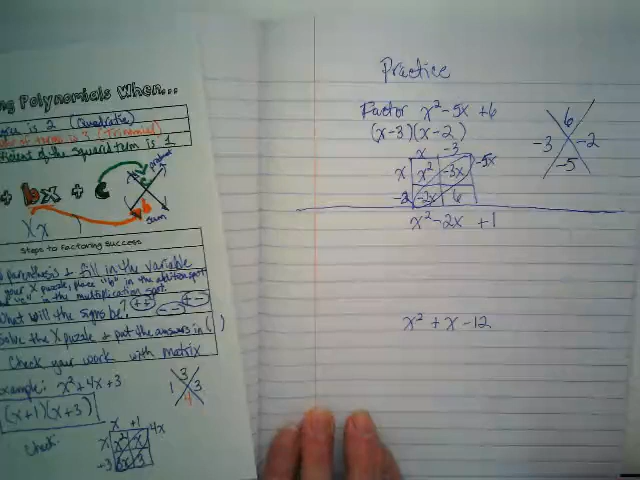 ng Polynomials When...
is 2 (Quadratic)
of terms is 3 (Trinomial)
efficient of the squared term is 1
+ bx + c
product
sum
(x x )
Steps to Factoring Success
parenthesis + fill in the variable
your X puzzle, place "b" in the addition spot
in the multiplication spot.
What will the signs be? ++ -- +-
Solve the X puzzle + put the answers in ( )
Check your work with matrix
Example: x² + 4x + 3
3
1 3
4
(x+1)(x+3)
Check:
x +1
x x² x 4x
+3 3x 3
Practice
Factor x² - 5x + 6
(x-3)(x-2)
6
-3 -2
-5
x -3
x x² -3x -5x
-2 -2x 6
x² - 2x + 1
x² + x - 12